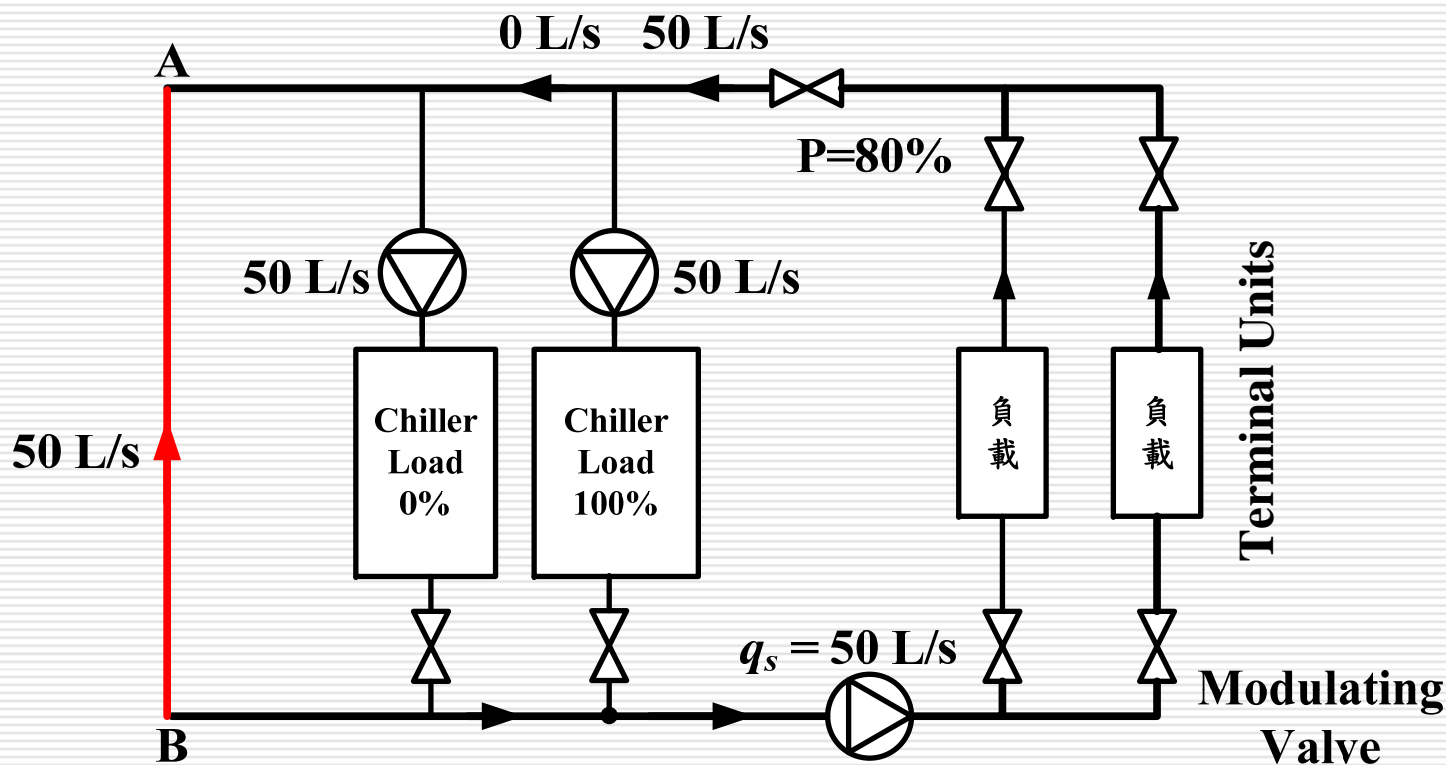 0 L/s
50 L/s
A
P=80%
50 L/s
50 L/s
Chiller
Load
0%
Chiller
Load
100%
負
載
負
載
Terminal Units
50 L/s
qs = 50 L/s
Modulating
Valve
B